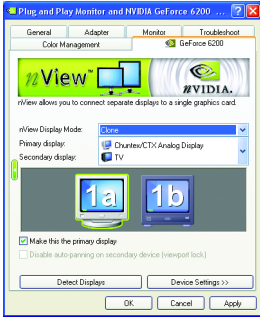 Plug and Play Monitor and NVIDIA GeForce 6200 ...
General Adapter Monitor Troubleshoot
Color Management GeForce 6200
nView™ nVIDIA.
nView allows you to connect separate displays to a single graphics card.
nView Display Mode: Clone
Primary display: Chuntex/CTX Analog Display
Secondary display: TV
1a 1b
Make this the primary display
Disable auto-panning on secondary device (viewport lock)
Detect Displays Device Settings >>
OK Cancel Apply